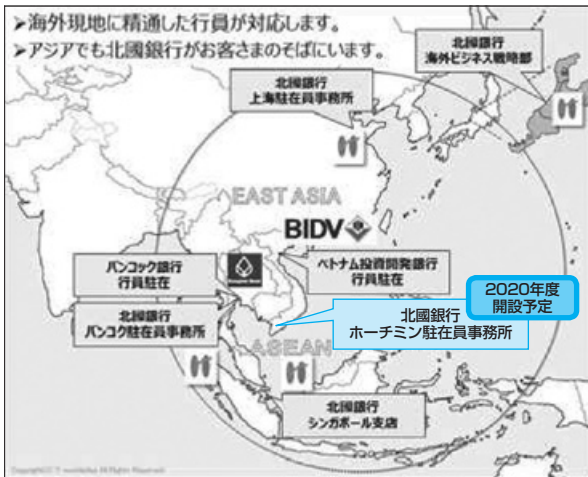 ➤海外現地に精通した行員が対応します。
➤アジアでも北國銀行がお客さまのそばにいます。
北國銀行
海外ビジネス戦略部
北國銀行
上海駐在員事務所
EAST ASIA
BIDV
バンコック銀行
行員駐在
ベトナム投資開発銀行
行員駐在
2020年度
開設予定
北國銀行
バンコク駐在員事務所
北國銀行
ホーチミン駐在員事務所
ASEAN
北國銀行
シンガポール支店